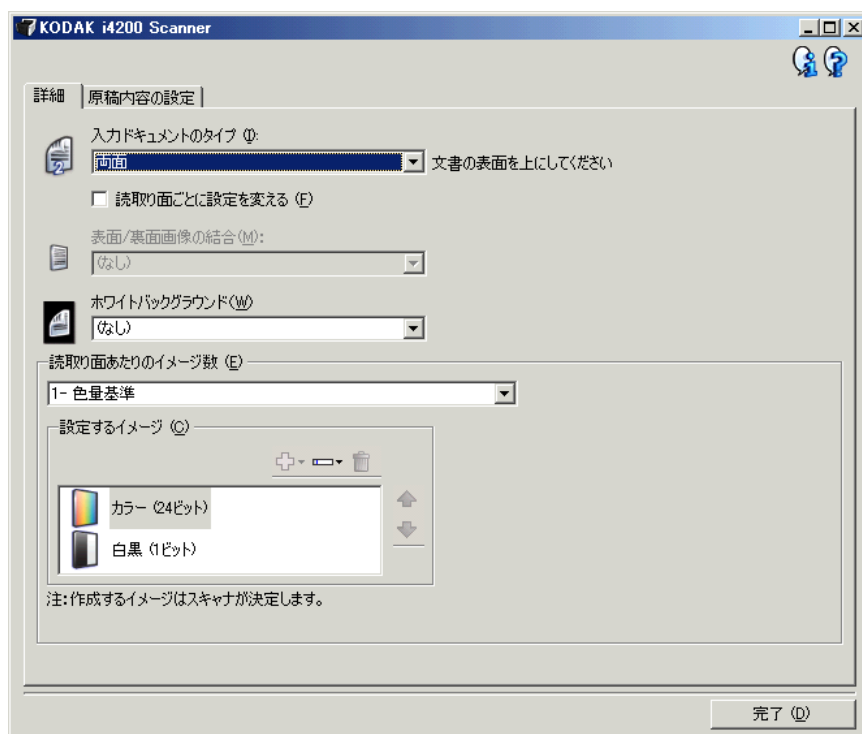 KODAK i4200 Scanner
詳細
原稿内容の設定
入力ドキュメントのタイプ (I):
両面
文書の表面を上にしてください
読取り面ごとに設定を変える (F)
表面/裏面画像の結合(M):
(なし)
ホワイトバックグラウンド(W)
(なし)
読取り面あたりのイメージ数 (E)
1- 色量基準
設定するイメージ (C)
カラー (24ビット)
白黒 (1ビット)
注:作成するイメージはスキャナが決定します。
完了 (D)